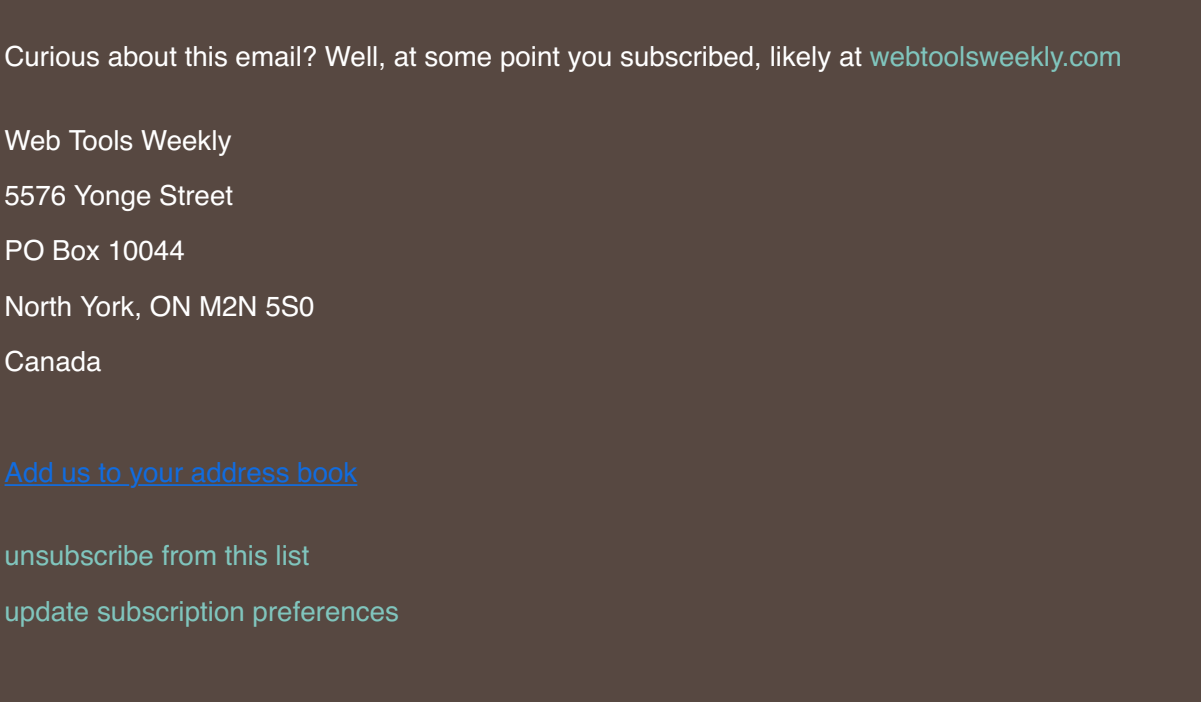 Curious about this email? Well, at some point you subscribed, likely at webtoolsweekly.com
Web Tools Weekly
5576 Yonge Street
PO Box 10044
North York, ON M2N 5S0
Canada
Add us to your address book
unsubscribe from this list
update subscription preferences